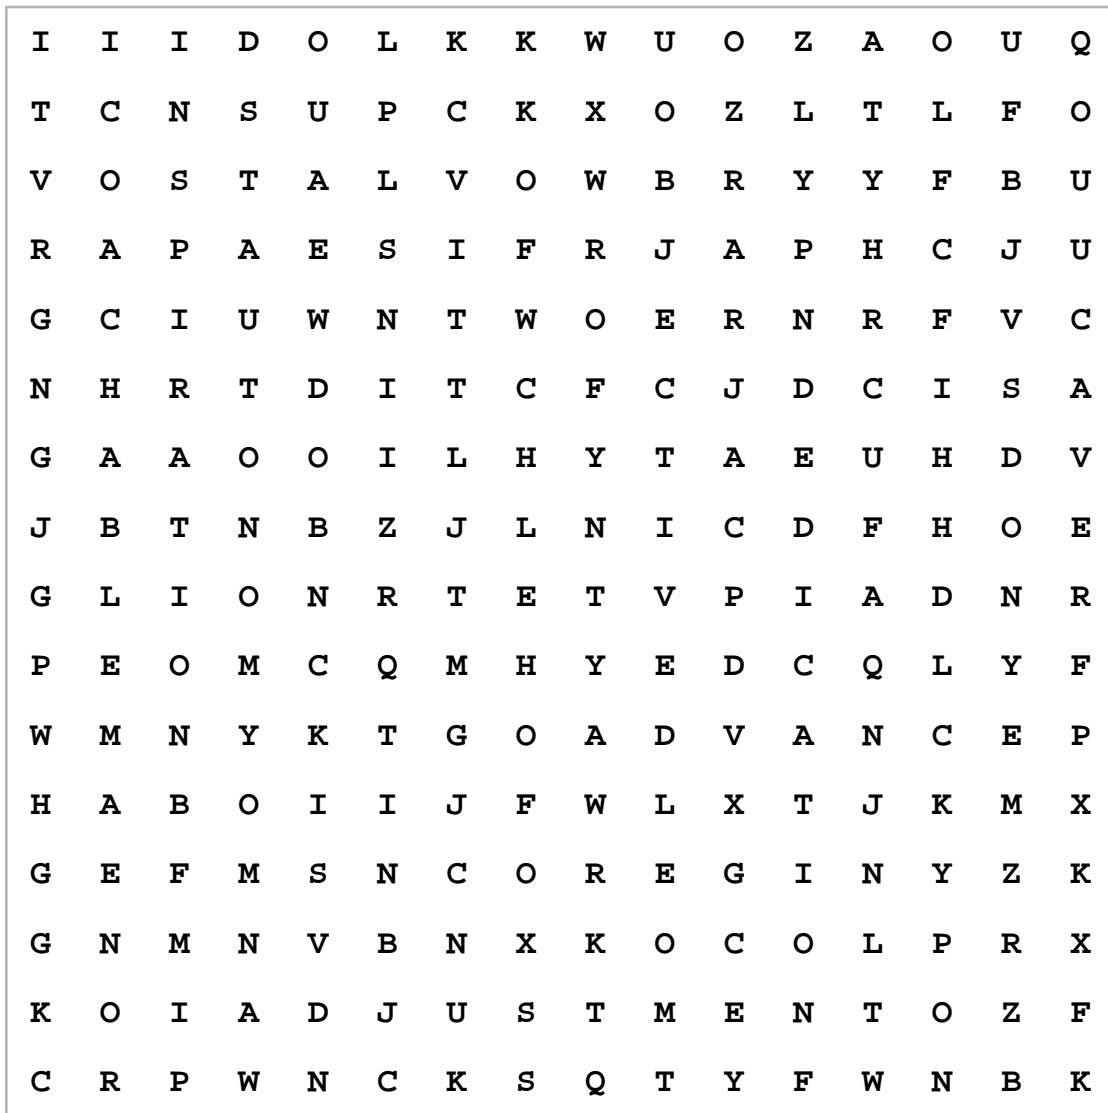 I I I D O L K K W U O Z A O U Q
T C N S U P C K X O Z L T L F O
V O S T A L V O W B R Y Y F B U
R A P A E S I F R J A P H C J U
G C I U W N T W O E R N R F V C
N H R T D I T C F C J D C I S A
G A A O O I L H Y T A E U H D V
J B T N B Z J L N I C D F H O E
G L I O N R T E T V P I A D N R
P E O M C Q M H Y E D C Q L Y F
W M N Y K T G O A D V A N C E P
H A B O I I J F W L X T J K M X
G E F M S N C O R E G I N Y Z K
G N M N V B N X K O C O L P R X
K O I A D J U S T M E N T O Z F
C R P W N C K S Q T Y F W N B K